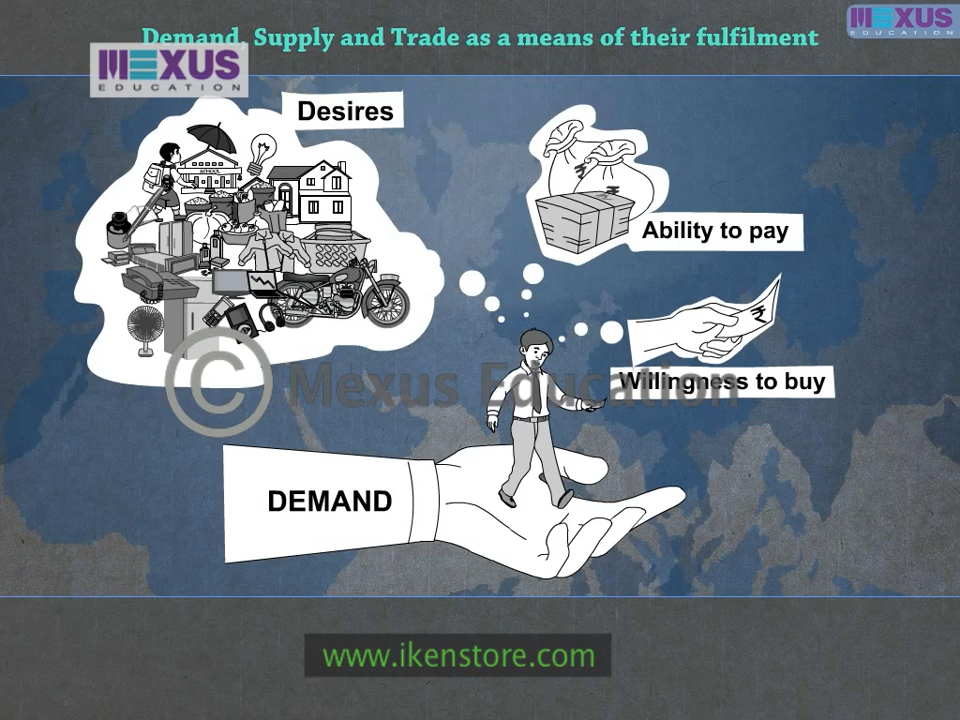 Demand, Supply and Trade as a means of their fulfilment
MEXUS
EDUCATION
MEXUS
EDUCATION
Desires
SCHOOL
₹
₹
Ability to pay
₹
Willingness to buy
© Mexus Education
DEMAND
www.ikenstore.com